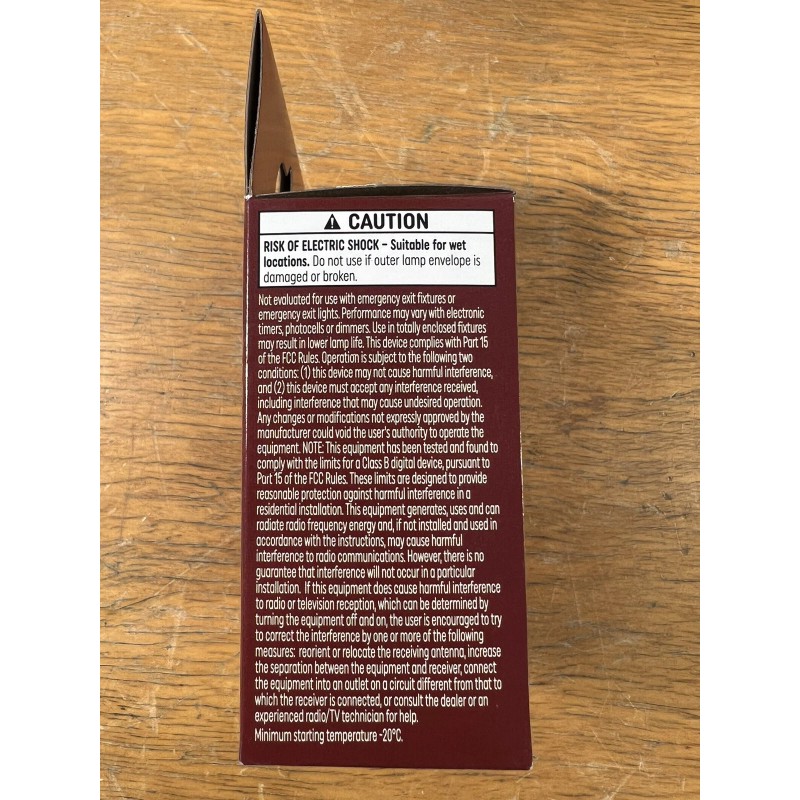 ⚠ CAUTION
RISK OF ELECTRIC SHOCK – Suitable for wet
locations. Do not use if outer lamp envelope is
damaged or broken.
Not evaluated for use with emergency exit fixtures or
emergency exit lights. Performance may vary with electronic
timers, photocells or dimmers. Use in totally enclosed fixtures
may result in lower lamp life. This device complies with Part 15
of the FCC Rules. Operation is subject to the following two
conditions: (1) this device may not cause harmful interference,
and (2) this device must accept any interference received,
including interference that may cause undesired operation.
Any changes or modifications not expressly approved by the
manufacturer could void the user's authority to operate the
equipment. NOTE: This equipment has been tested and found to
comply with the limits for a Class B digital device, pursuant to
Part 15 of the FCC Rules. These limits are designed to provide
reasonable protection against harmful interference in a
residential installation. This equipment generates, uses and can
radiate radio frequency energy and, if not installed and used in
accordance with the instructions, may cause harmful
interference to radio communications. However, there is no
guarantee that interference will not occur in a particular
installation. If this equipment does cause harmful interference
to radio or television reception, which can be determined by
turning the equipment off and on, the user is encouraged to try
to correct the interference by one or more of the following
measures: reorient or relocate the receiving antenna, increase
the separation between the equipment and receiver, connect
the equipment into an outlet on a circuit different from that to
which the receiver is connected, or consult the dealer or an
experienced radio/TV technician for help.
Minimum starting temperature -20°C.